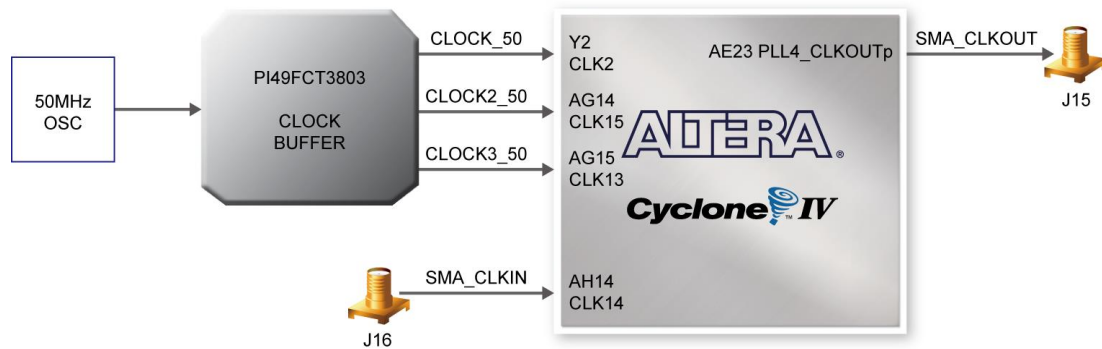 50MHz
OSC
PI49FCT3803
CLOCK
BUFFER
CLOCK_50
CLOCK2_50
CLOCK3_50
Y2
CLK2
AG14
CLK15
AG15
CLK13
AE23 PLL4_CLKOUTp
ALTERA®
Cyclone™ IV
SMA_CLKOUT
J15
SMA_CLKIN
J16
AH14
CLK14